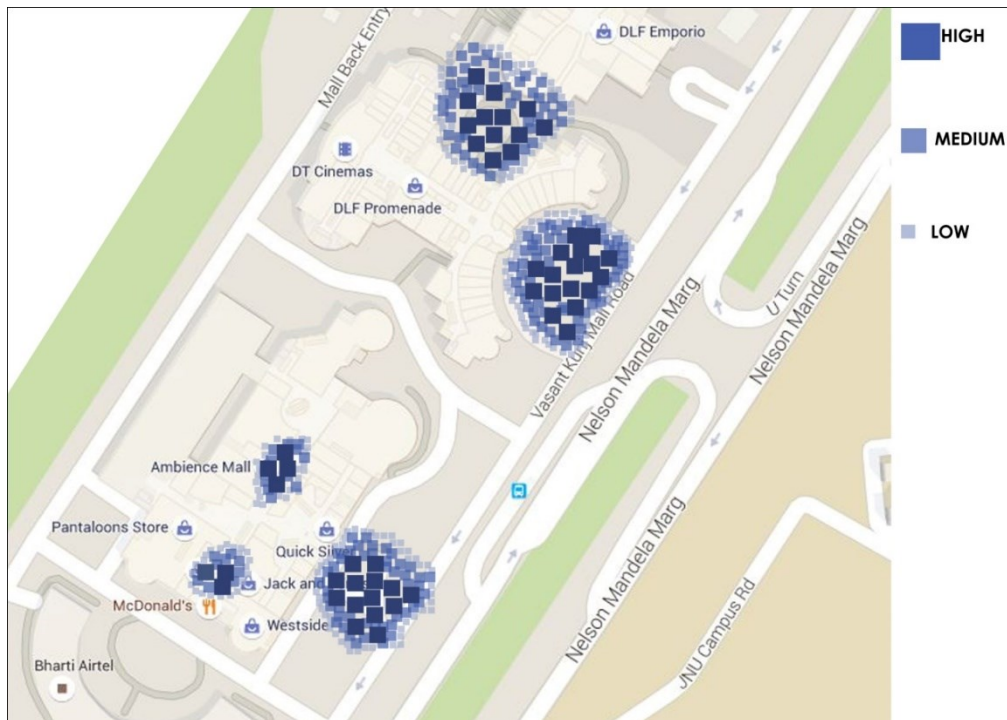 HIGH
DLF Emporio
Mall Back Entry
MEDIUM
DT Cinemas
DLF Promenade
LOW
Nelson Mandela Marg
U Turn
Vasant Kunj Mall Road
Nelson Mandela Marg
Nelson Mandela Marg
Ambience Mall
Pantaloons Store
Quick Silver
Jack and
McDonald's
Westside
Nelson Mandela Marg
JNU Campus Rd
Bharti Airtel